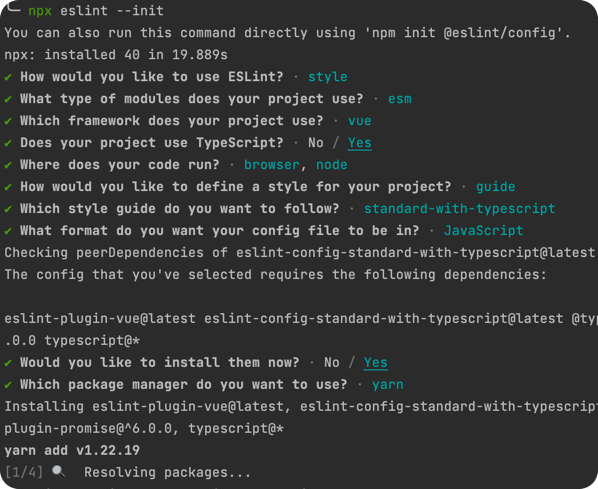 npx eslint --init
You can also run this command directly using 'npm init @eslint/config'.
npx: installed 40 in 19.889s
✔ How would you like to use ESLint? · style
✔ What type of modules does your project use? · esm
✔ Which framework does your project use? · vue
✔ Does your project use TypeScript? · No / Yes
✔ Where does your code run? · browser, node
✔ How would you like to define a style for your project? · guide
✔ Which style guide do you want to follow? · standard-with-typescript
✔ What format do you want your config file to be in? · JavaScript
Checking peerDependencies of eslint-config-standard-with-typescript@latest
The config that you've selected requires the following dependencies:
eslint-plugin-vue@latest eslint-config-standard-with-typescript@latest @typ
.0.0 typescript@*
✔ Would you like to install them now? · No / Yes
✔ Which package manager do you want to use? · yarn
Installing eslint-plugin-vue@latest, eslint-config-standard-with-typescript
plugin-promise@^6.0.0, typescript@*
yarn add v1.22.19
[1/4] 🔍 Resolving packages...